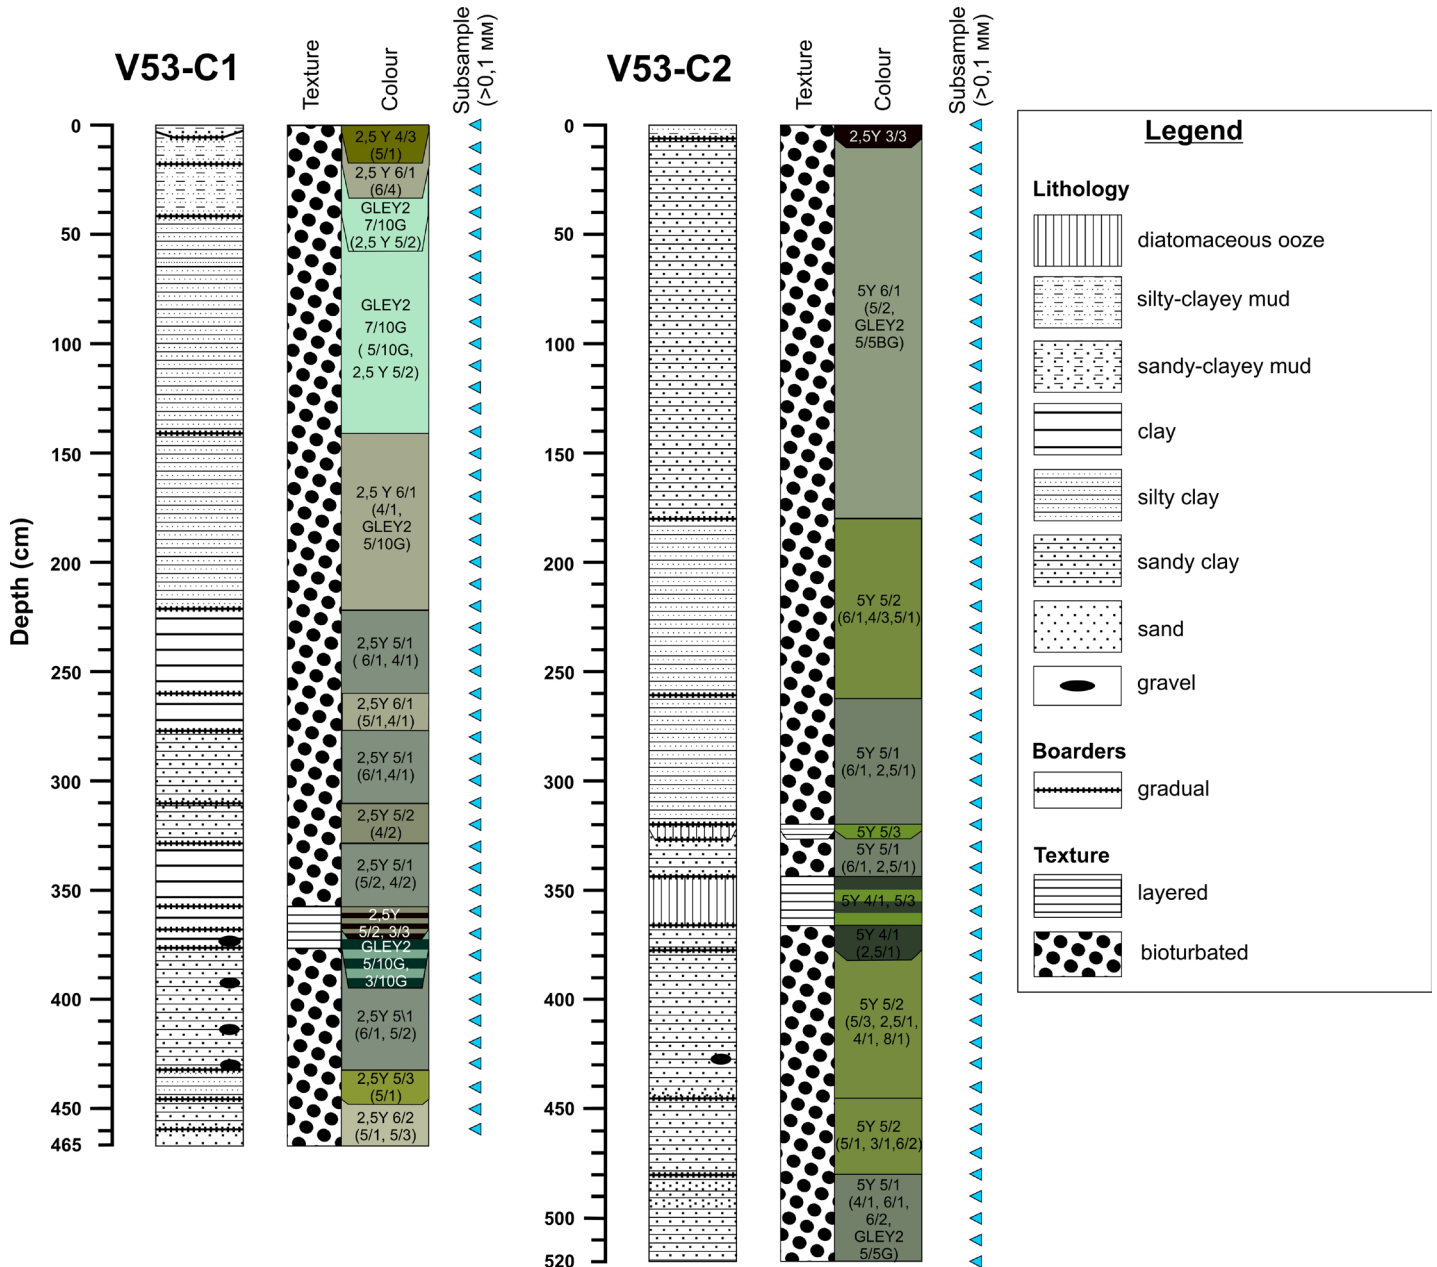 V53-C1
Texture
Colour
Subsample
(>0,1 мм)
V53-C2
Texture
Colour
Subsample
(>0,1 мм)
Depth (cm)
0
50
100
150
200
250
300
350
400
450
465
2,5 Y 4/3
(5/1)
2,5 Y 6/1
(6/4)
GLEY2
7/10G
(2,5 Y 5/2)
GLEY2
7/10G
( 5/10G,
2,5 Y 5/2)
2,5 Y 6/1
(4/1,
GLEY2
5/10G)
2,5Y 5/1
( 6/1, 4/1)
2,5Y 6/1
(5/1,4/1)
2,5Y 5/1
(6/1,4/1)
2,5Y 5/2
(4/2)
2,5Y 5/1
(5/2, 4/2)
2,5Y
5/2, 3/3
GLEY2
5/10G,
3/10G
2,5Y 5\1
(6/1, 5/2)
2,5Y 5/3
(5/1)
2,5Y 6/2
(5/1, 5/3)
0
50
100
150
200
250
300
350
400
450
500
520
2,5Y 3/3
5Y 6/1
(5/2,
GLEY2
5/5BG)
5Y 5/2
(6/1,4/3,5/1)
5Y 5/1
(6/1, 2,5/1)
5Y 5/3
5Y 5/1
(6/1, 2,5/1)
5Y 4/1, 5/3
5Y 4/1
(2,5/1)
5Y 5/2
(5/3, 2,5/1,
4/1, 8/1)
5Y 5/2
(5/1, 3/1,6/2)
5Y 5/1
(4/1, 6/1,
6/2,
GLEY2
5/5G)
Legend
Lithology
diatomaceous ooze
silty-clayey mud
sandy-clayey mud
clay
silty clay
sandy clay
sand
gravel
Boarders
gradual
Texture
layered
bioturbated